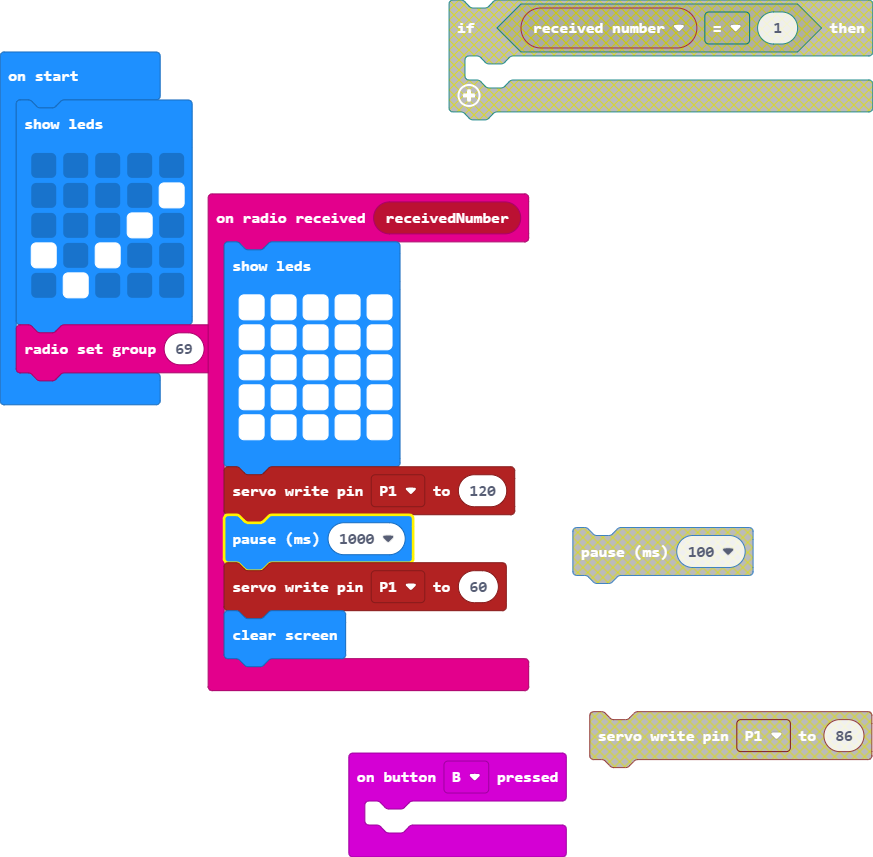 if received number = 1 then
on start
show leds
on radio received receivedNumber
show leds
radio set group 69
servo write pin P1 to 120
pause (ms) 1000
pause (ms) 100
servo write pin P1 to 60
clear screen
servo write pin P1 to 86
on button B pressed